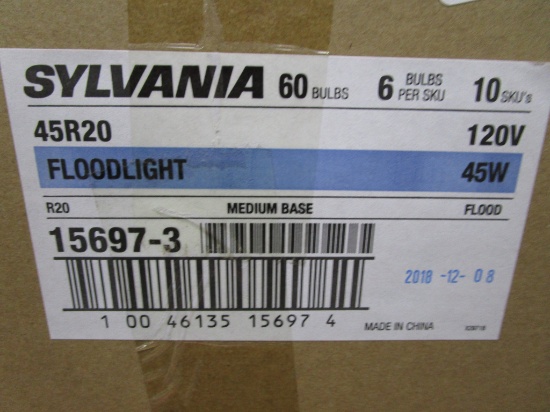 SYLVANIA 60 BULBS 6 BULBS PER SKU 10 SKU's
45R20 120V
FLOODLIGHT 45W
R20 MEDIUM BASE FLOOD
15697-3
2018-12-08
1 00 46135 15697 4
MADE IN CHINA